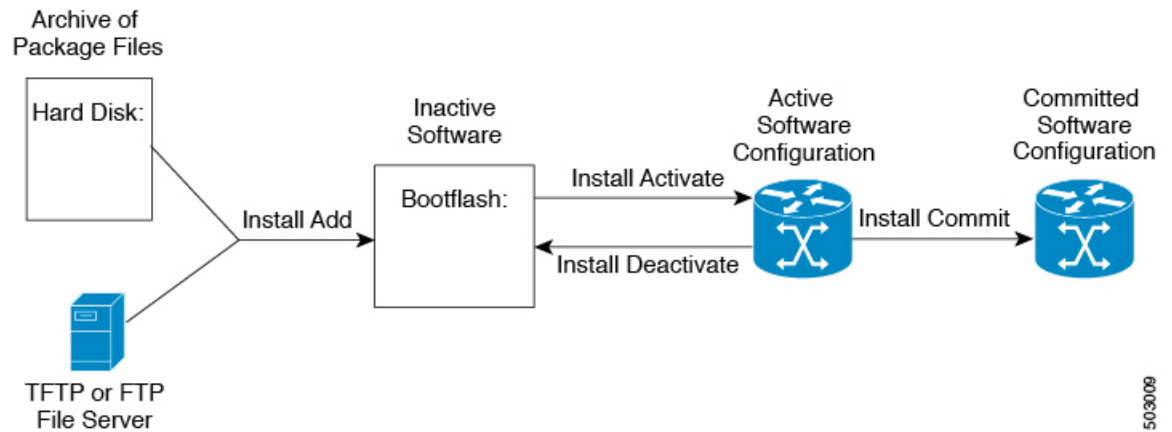 Archive of
Package Files
Hard Disk:
Inactive
Software
Bootflash:
Install Add
TFTP or FTP
File Server
Install Activate
Install Deactivate
Active
Software
Configuration
Install Commit
Committed
Software
Configuration
503009